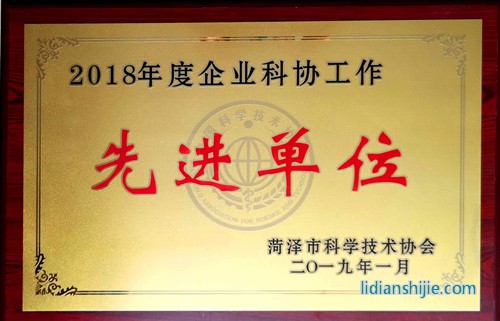 2018年度企业科协工作
先进单位
菏泽市科学技术协会
二〇一九年一月
lidianshijie.com